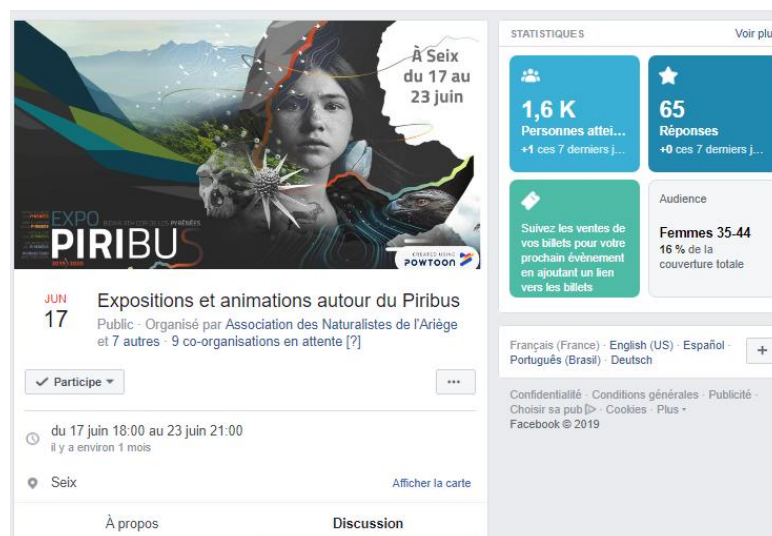 À Seix
du 17 au
23 juin
EXPO
PIRIBUS
CREATED USING
POWTOON
JUN
17
Expositions et animations autour du Piribus
Public · Organisé par Association des Naturalistes de l'Ariège
et 7 autres · 9 co-organisations en attente [?]
Participe
du 17 juin 18:00 au 23 juin 21:00
il y a environ 1 mois
Seix
Afficher la carte
À propos
Discussion
STATISTIQUES
Voir plu
1,6 K
Personnes attei...
+1 ces 7 derniers j...
65
Réponses
+0 ces 7 derniers j...
Suivez les ventes de
vos billets pour votre
prochain évènement
en ajoutant un lien
vers les billets
Audience
Femmes 35-44
16 % de la
couverture totale
Français (France) · English (US) · Español ·
Português (Brasil) · Deutsch
Confidentialité · Conditions générales · Publicité ·
Choisir sa pub · Cookies · Plus
Facebook © 2019